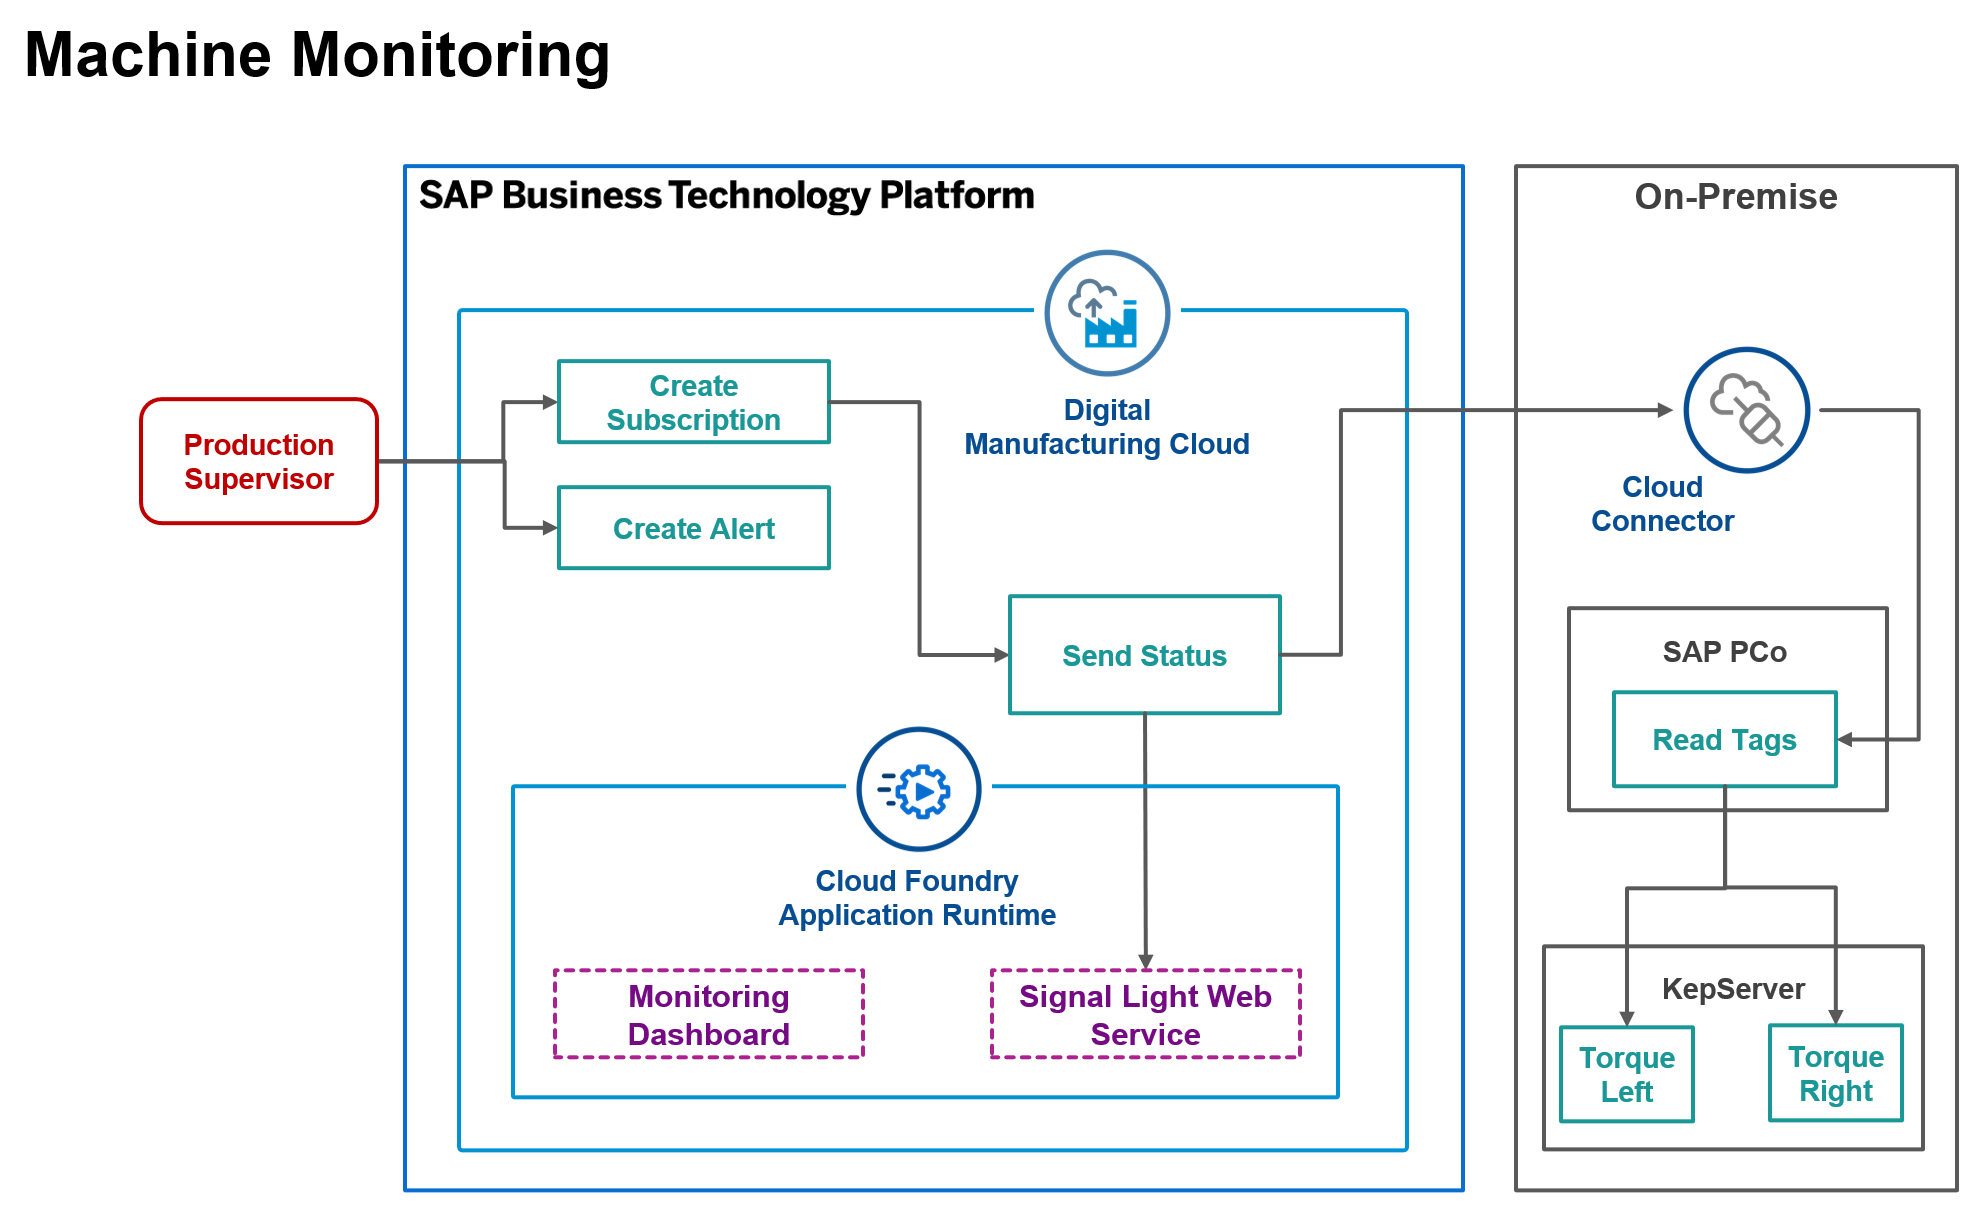 Machine Monitoring
SAP Business Technology Platform
On-Premise
Production
Supervisor
Create
Subscription
Create Alert
Digital
Manufacturing Cloud
Send Status
Cloud Foundry
Application Runtime
Monitoring
Dashboard
Signal Light Web
Service
Cloud
Connector
SAP PCo
Read Tags
KepServer
Torque
Left
Torque
Right